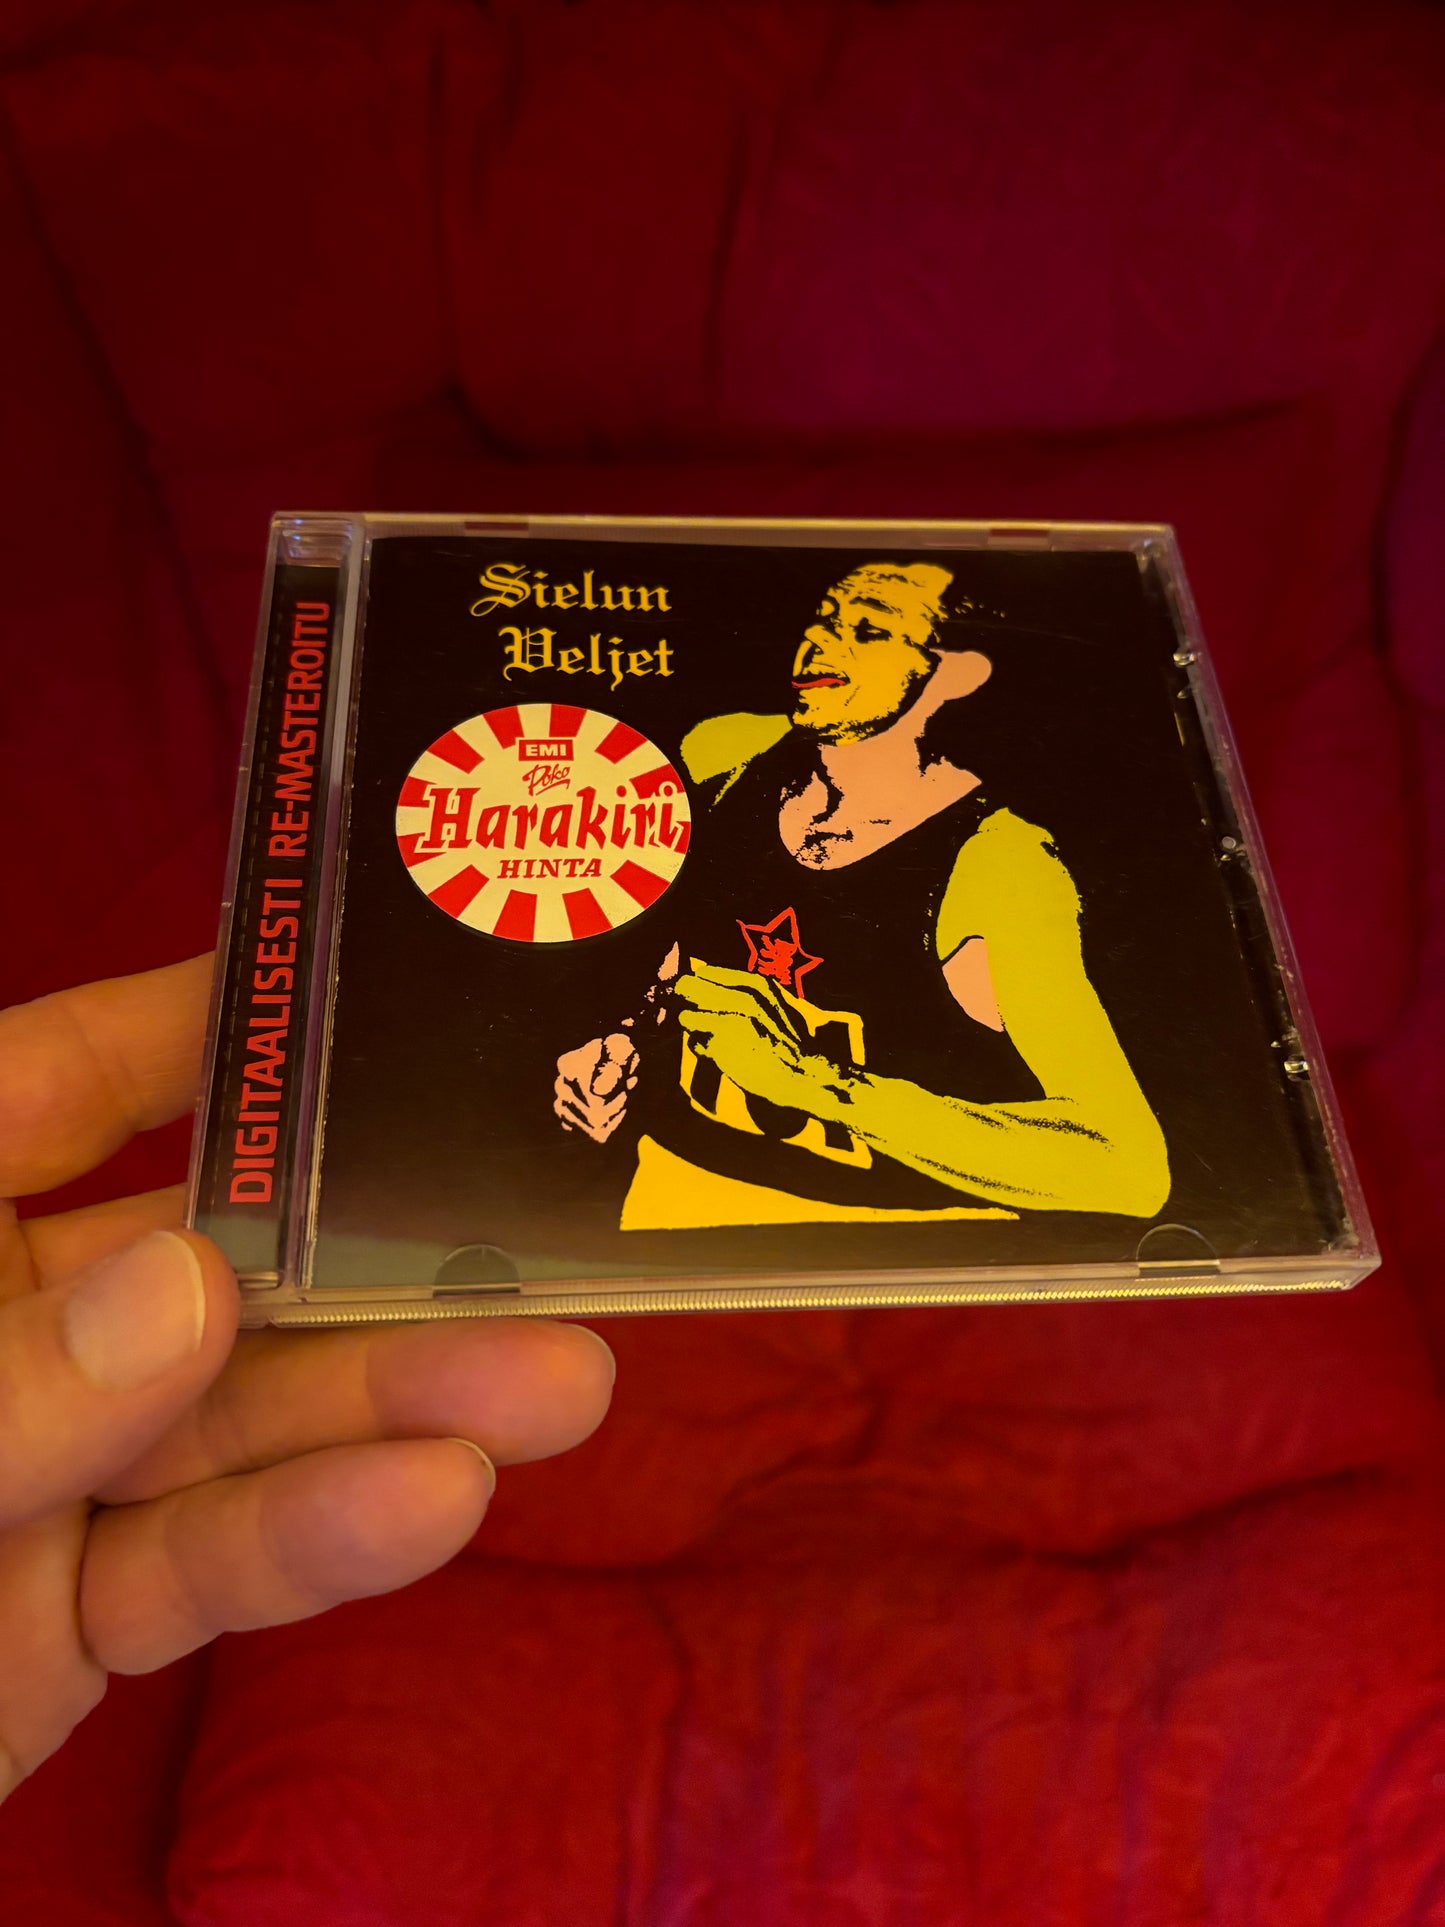 Sielun
Veljet
EMI
Poko
Harakiri
HINTA
DIGITAALISESTI RE-MASTEROITU